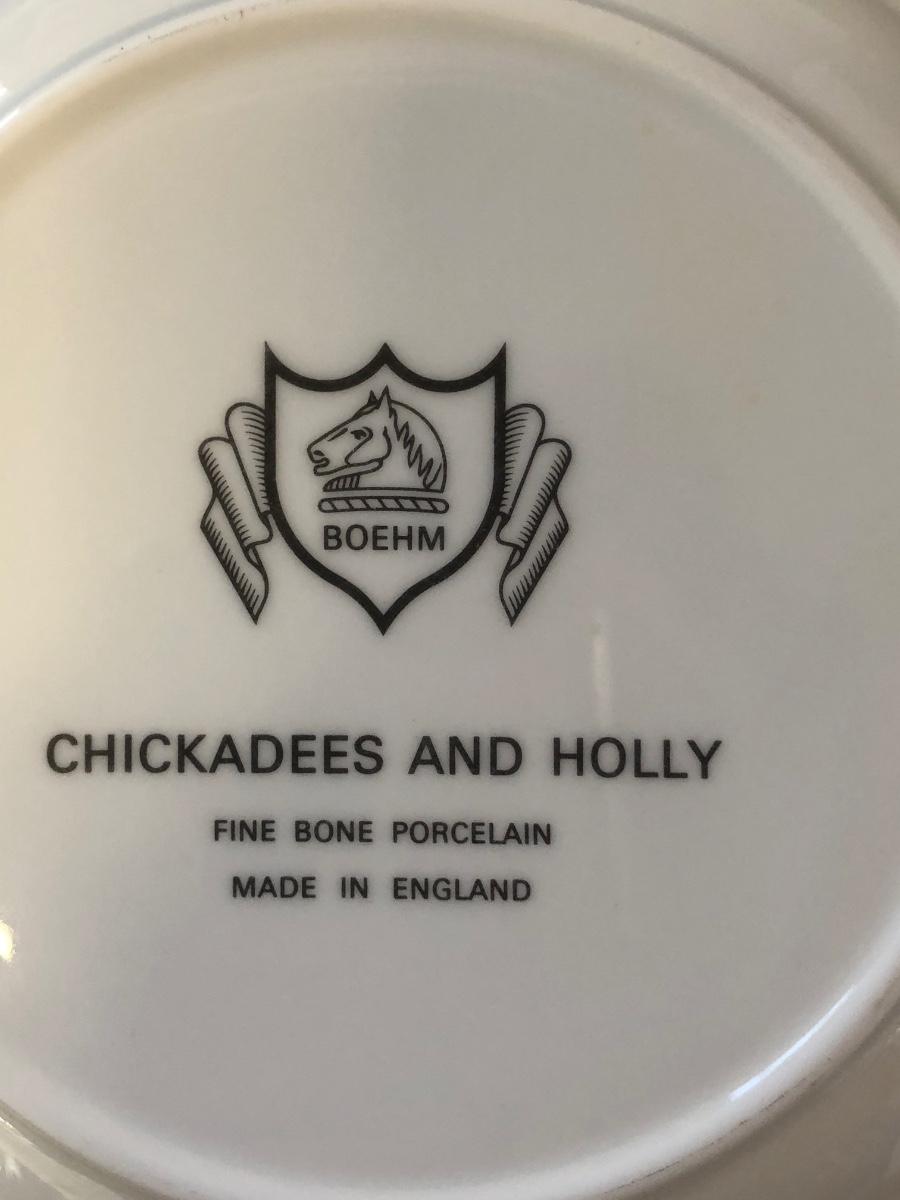 BOEHM
CHICKADEES AND HOLLY
FINE BONE PORCELAIN
MADE IN ENGLAND